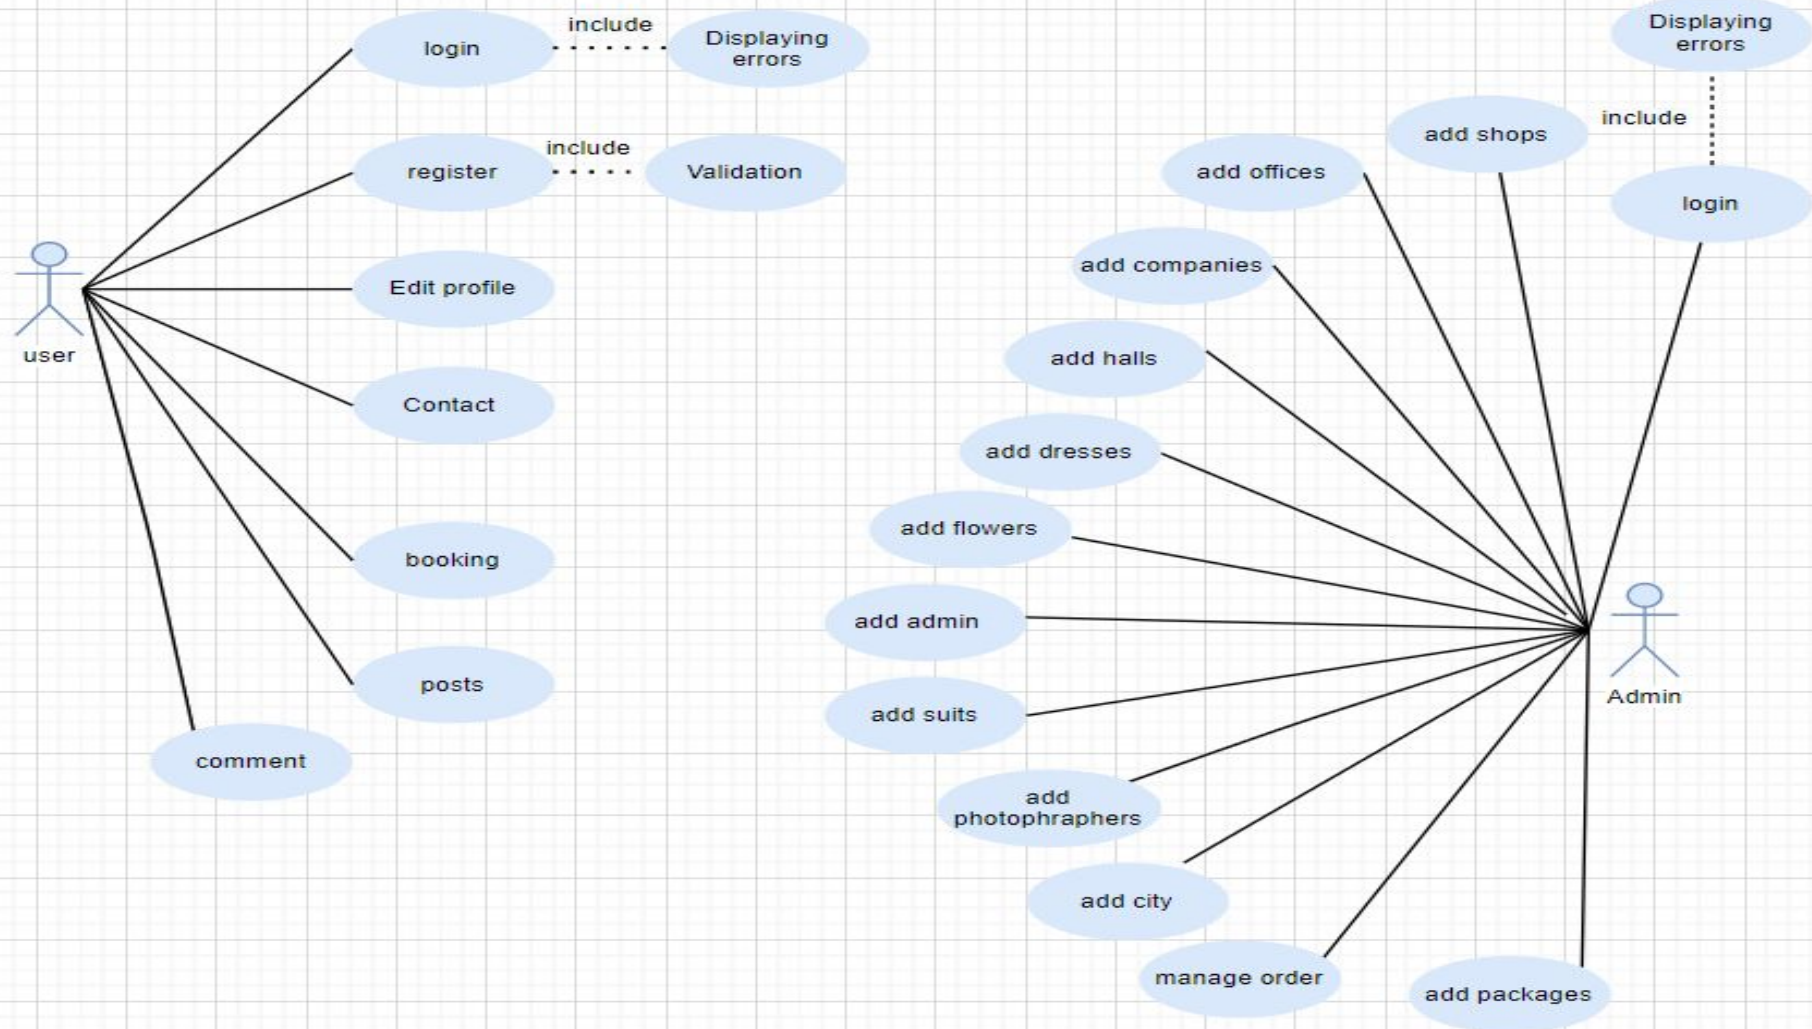 include
login
Displaying
errors
include
register
Validation
Edit profile
user
Contact
booking
posts
comment
Displaying
errors
include
add shops
login
add offices
add companies
add halls
add dresses
add flowers
add admin
Admin
add suits
add
photophraphers
add city
manage order
add packages